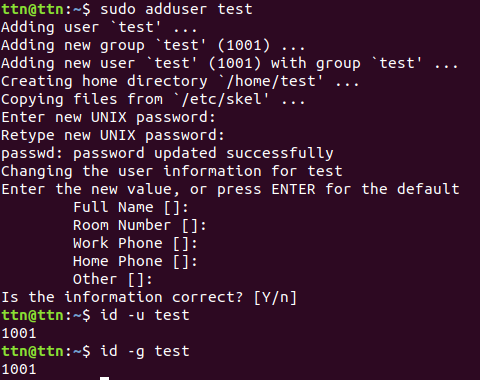 ttn@ttn:~$ sudo adduser test
Adding user `test' ...
Adding new group `test' (1001) ...
Adding new user `test' (1001) with group `test' ...
Creating home directory `/home/test' ...
Copying files from `/etc/skel' ...
Enter new UNIX password:
Retype new UNIX password:
passwd: password updated successfully
Changing the user information for test
Enter the new value, or press ENTER for the default
        Full Name []:
        Room Number []:
        Work Phone []:
        Home Phone []:
        Other []:
Is the information correct? [Y/n]
ttn@ttn:~$ id -u test
1001
ttn@ttn:~$ id -g test
1001